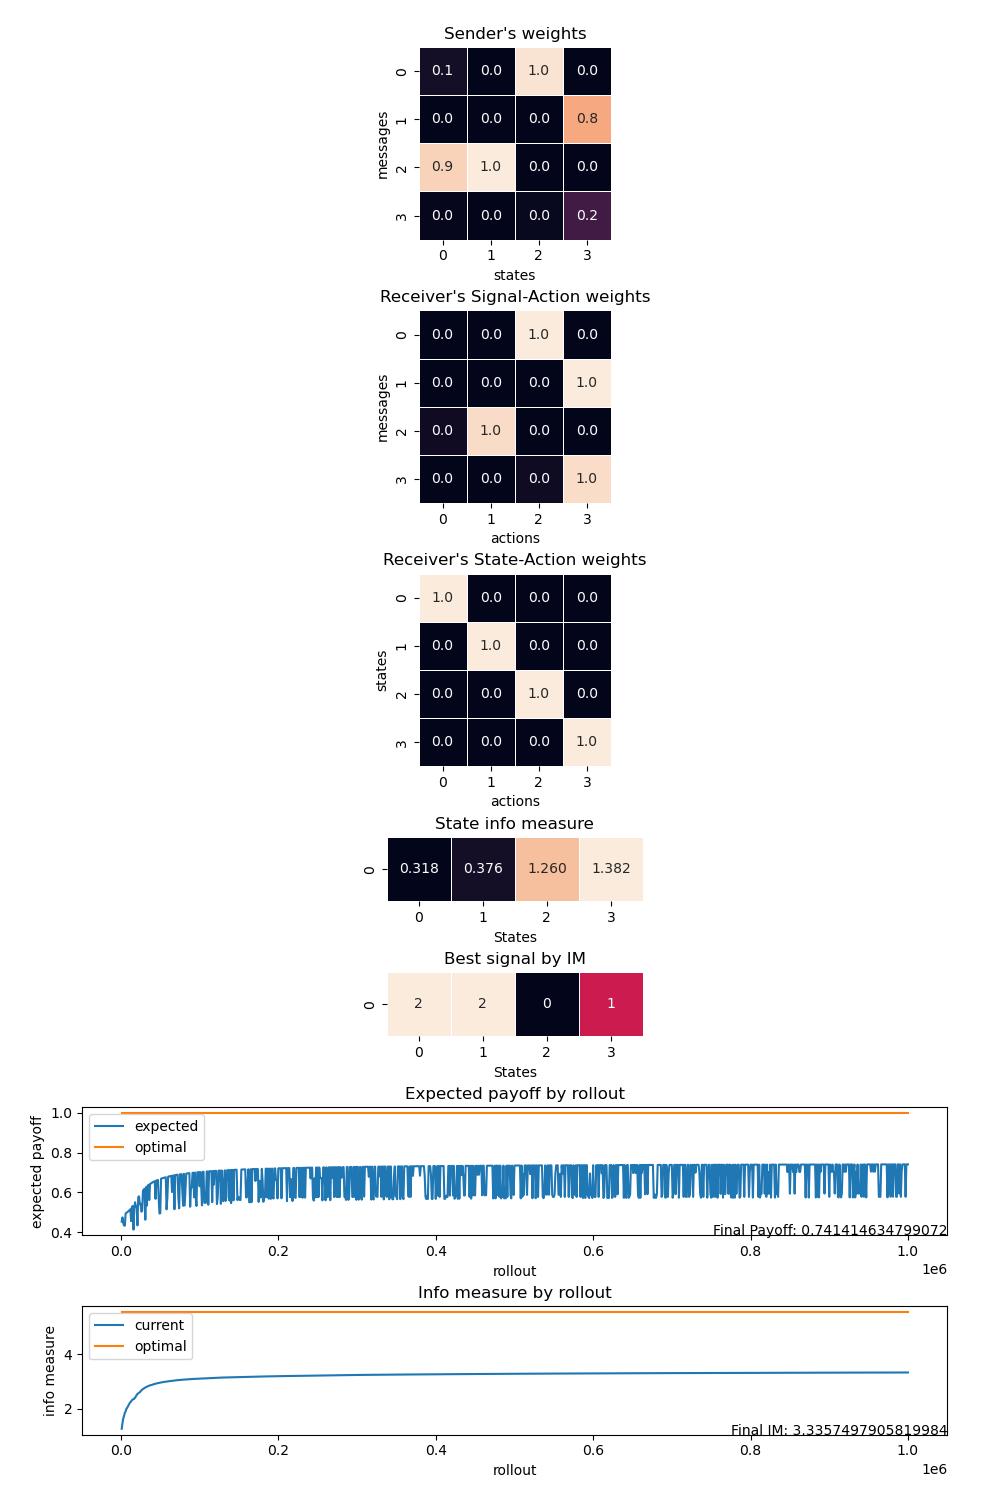 Sender's weights
0 0.1 0.0 1.0 0.0
1 0.0 0.0 0.0 0.8
2 0.9 1.0 0.0 0.0
3 0.0 0.0 0.0 0.2
messages
0 1 2 3
states
Receiver's Signal-Action weights
0 0.0 0.0 1.0 0.0
1 0.0 0.0 0.0 1.0
2 0.0 1.0 0.0 0.0
3 0.0 0.0 0.0 1.0
messages
0 1 2 3
actions
Receiver's State-Action weights
0 1.0 0.0 0.0 0.0
1 0.0 1.0 0.0 0.0
2 0.0 0.0 1.0 0.0
3 0.0 0.0 0.0 1.0
states
0 1 2 3
actions
State info measure
0 0.318 0.376 1.260 1.382
0 1 2 3
States
Best signal by IM
0 2 2 0 1
0 1 2 3
States
Expected payoff by rollout
expected payoff
1.0
0.8
0.6
0.4
expected
optimal
Final Payoff: 0.741414634799072
0.0 0.2 0.4 0.6 0.8 1.0
1e6
rollout
Info measure by rollout
info measure
4
2
current
optimal
Final IM: 3.3357497905819984
0.0 0.2 0.4 0.6 0.8 1.0
1e6
rollout